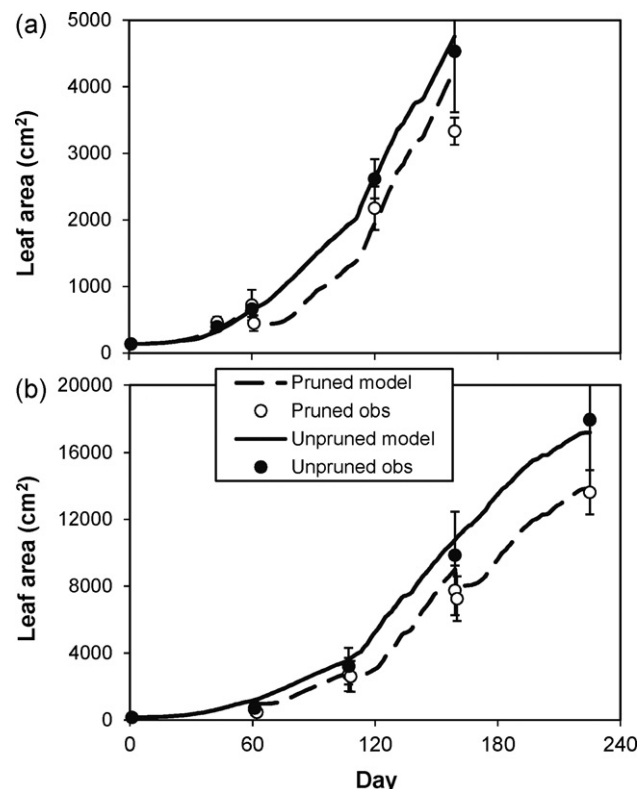 (a)
5000
4000
3000
2000
1000
0
Leaf area (cm²)
(b)
20000
16000
12000
8000
4000
0
Leaf area (cm²)
Pruned model
Pruned obs
Unpruned model
Unpruned obs
0 60 120 180 240
Day